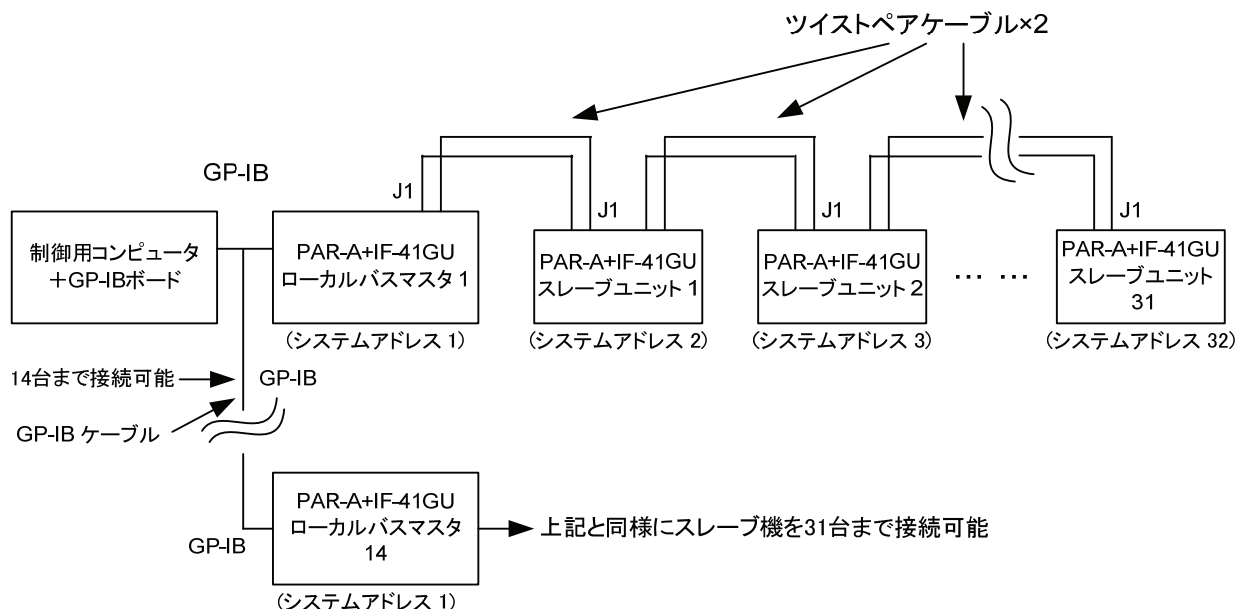 ツイストペアケーブル×2
GP-IB
J1
J1
J1
J1
制御用コンピュータ
+GP-IBボード
PAR-A+IF-41GU
ローカルバスマスタ 1
PAR-A+IF-41GU
スレーブユニット 1
PAR-A+IF-41GU
スレーブユニット 2
… …
PAR-A+IF-41GU
スレーブユニット
31
(システムアドレス 1)
(システムアドレス 2)
(システムアドレス 3)
(システムアドレス 32)
14台まで接続可能
GP-IB
GP-IB ケーブル
PAR-A+IF-41GU
ローカルバスマスタ
14
上記と同様にスレーブ機を31台まで接続可能
GP-IB
(システムアドレス 1)